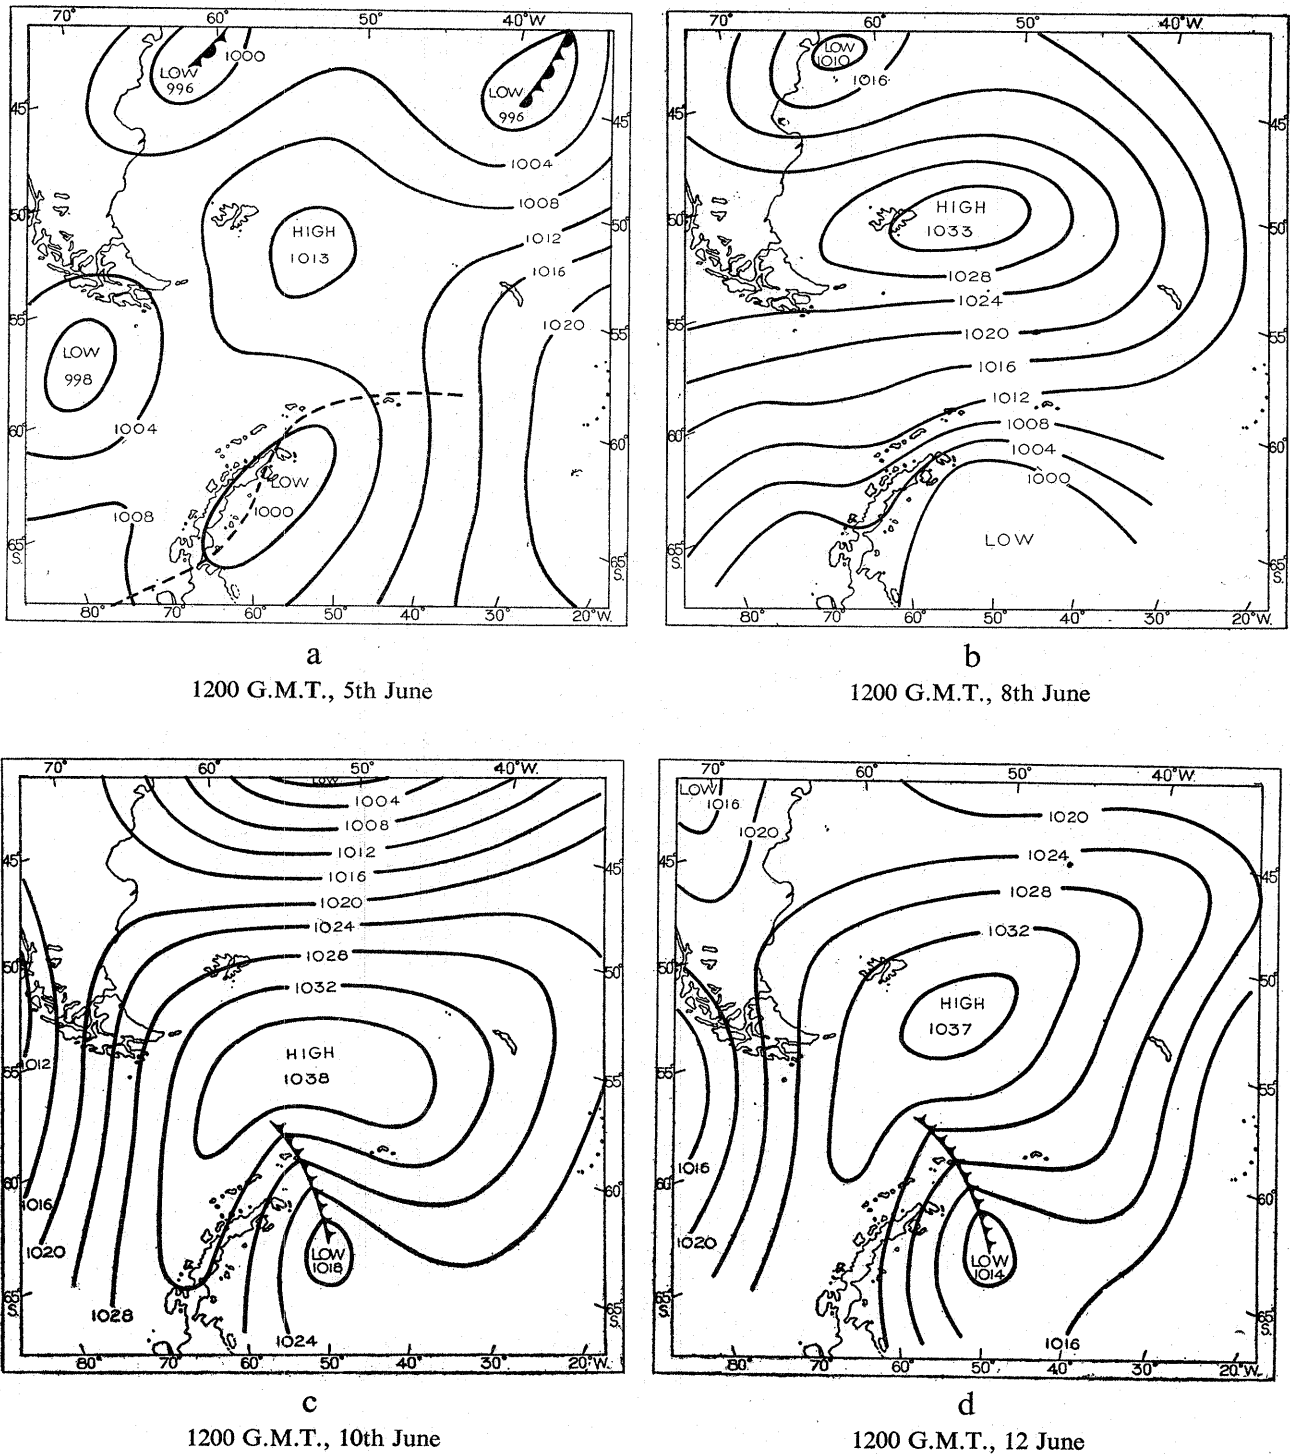 70° 60° 50° 40°W
1000
LOW
996
LOW
996
45° 45°
1004
1008
50° 50°
HIGH
1013
1012
1016
55° 55°
1020
LOW
998
1004
60° 60°
LOW
1000
1008
65° S. 65° S.
80° 70° 60° 50° 40° 30° 20°W.
a
1200 G.M.T., 5th June
70° 60° 50° 40°W.
LOW
1010
1016
45° 45°
50° 50°
HIGH
1033
1028
1024
55° 55°
1020
1016
1012
1008
60° 60°
1004
1000
LOW
65° S. 65° S.
80° 70° 60° 50° 40° 30° 20°W.
b
1200 G.M.T., 8th June
70° 60° 50° 40°W.
LOW
1004
1008
1012
45° 45°
1016
1020
1024
1028
50° 50°
1032
HIGH
1038
1012
55° 55°
60° 60°
1016
1020
LOW
1018
65° S. 65° S.
1028
1024
80° 70° 60° 50° 40° 30° 20°W.
c
1200 G.M.T., 10th June
70° 60° 50° 40°W.
LOW
1016
1020
1020
1024
45° 45°
1028
1032
50° 50°
HIGH
1037
55° 55°
1016
60° 60°
1020
LOW
1014
65° S. 65° S.
1016
80° 70° 60° 50° 40° 30° 20°W.
d
1200 G.M.T., 12 June